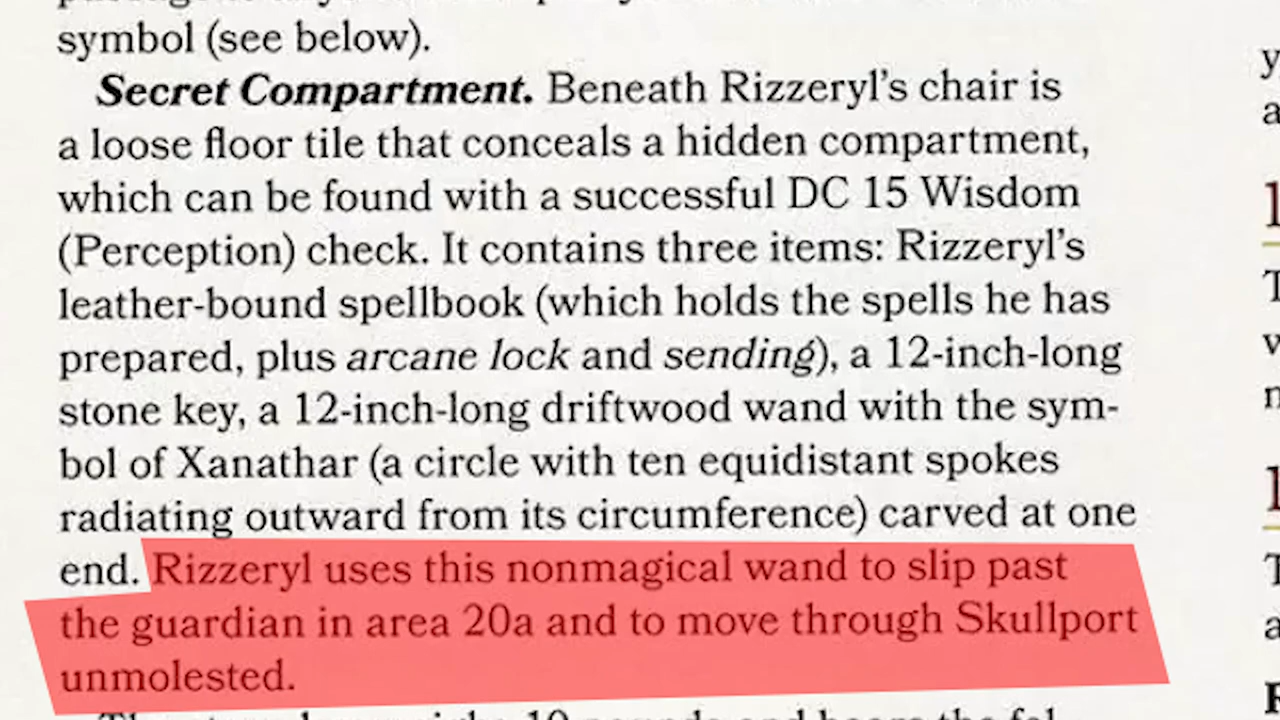 symbol (see below).
Secret Compartment. Beneath Rizzeryl's chair is
a loose floor tile that conceals a hidden compartment,
which can be found with a successful DC 15 Wisdom
(Perception) check. It contains three items: Rizzeryl's
leather-bound spellbook (which holds the spells he has
prepared, plus arcane lock and sending), a 12-inch-long
stone key, a 12-inch-long driftwood wand with the sym-
bol of Xanathar (a circle with ten equidistant spokes
radiating outward from its circumference) carved at one
end. Rizzeryl uses this nonmagical wand to slip past
the guardian in area 20a and to move through Skullport
unmolested.